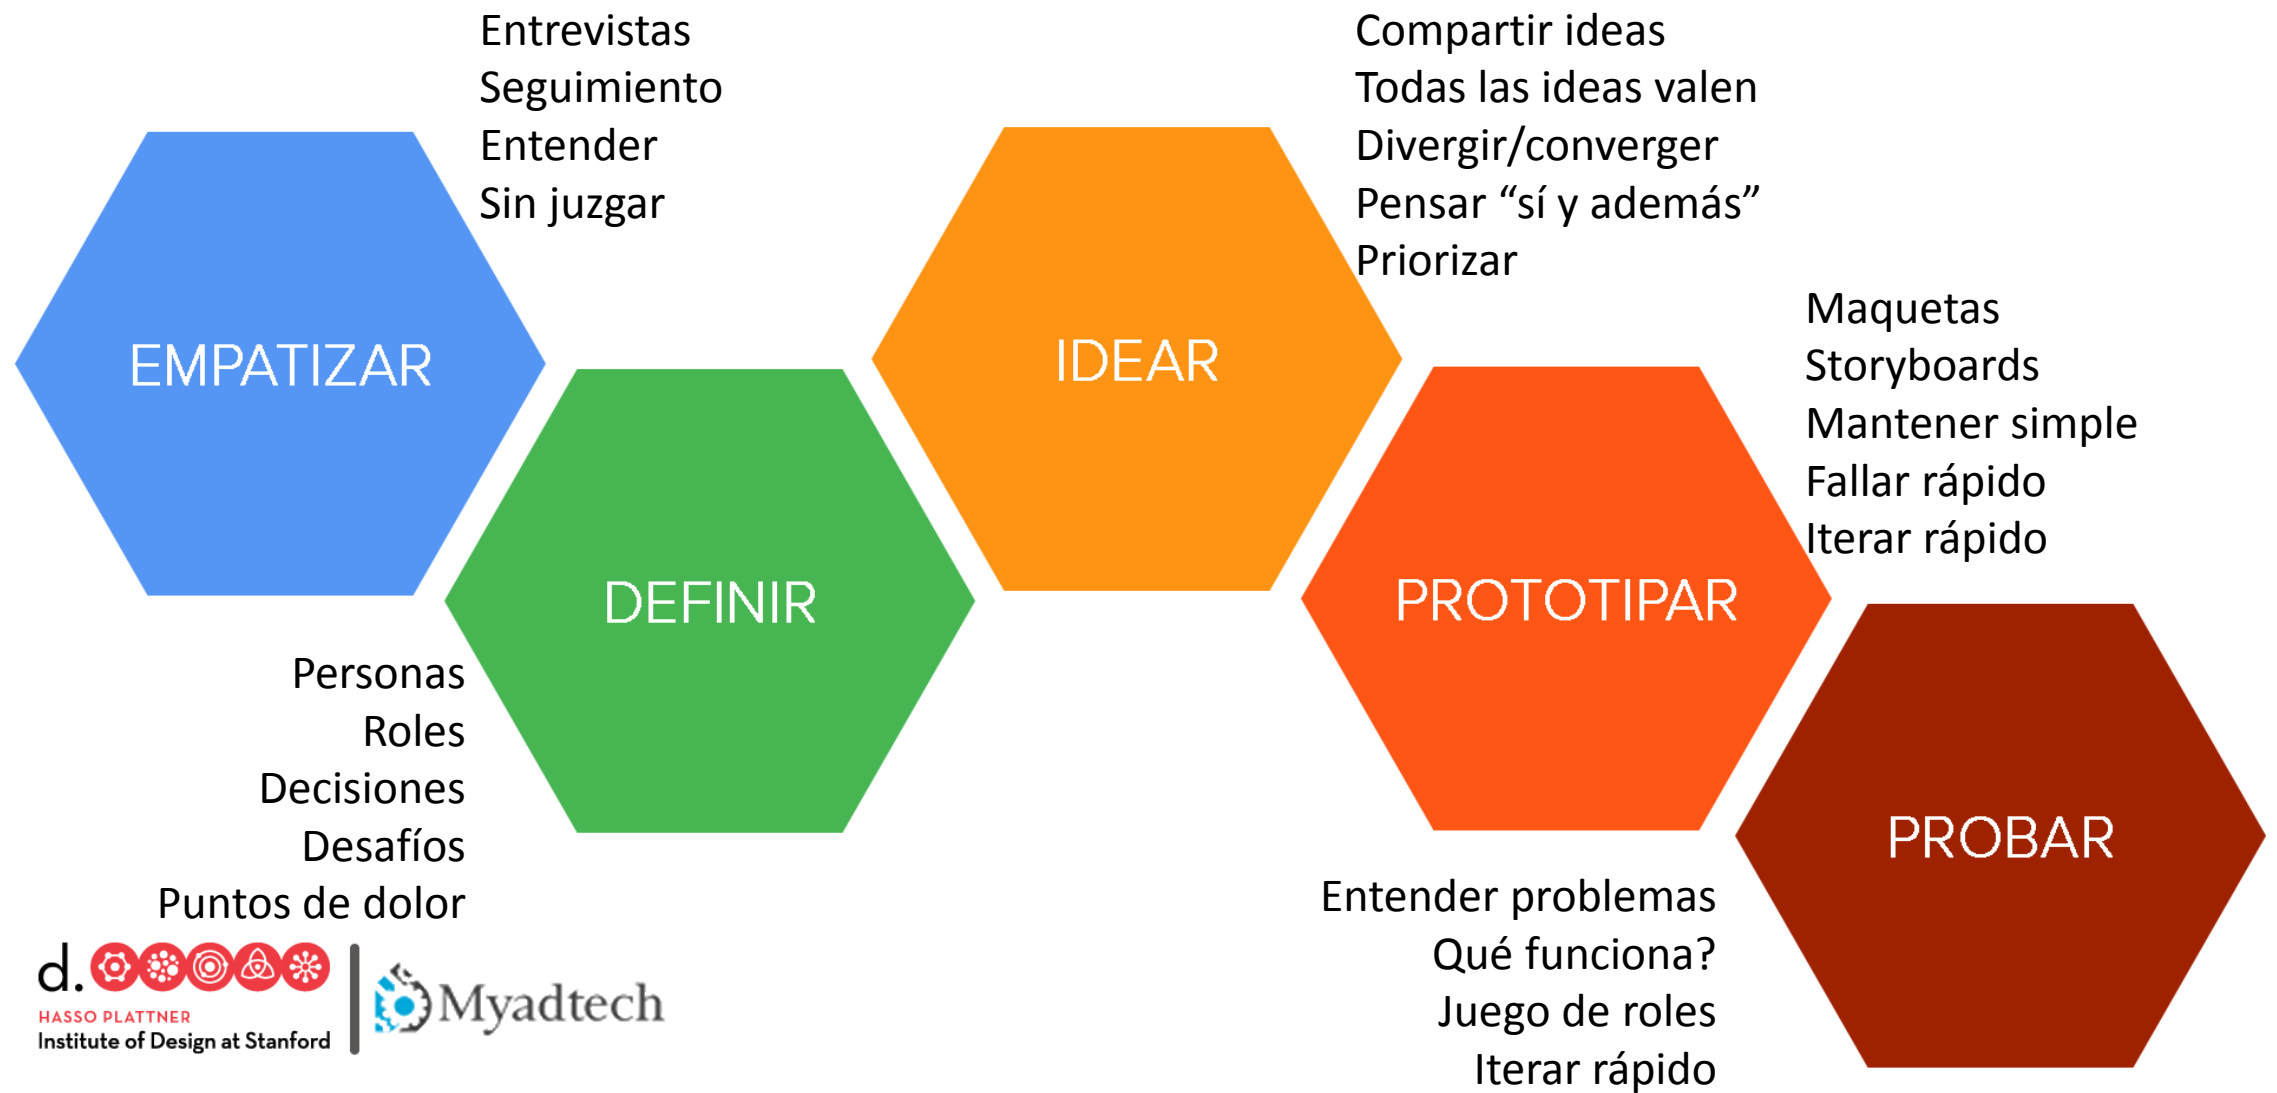 EMPATIZAR
Entrevistas
Seguimiento
Entender
Sin juzgar
DEFINIR
Personas
Roles
Decisiones
Desafíos
Puntos de dolor
IDEAR
Compartir ideas
Todas las ideas valen
Divergir/converger
Pensar “sí y además”
Priorizar
PROTOTIPAR
Maquetas
Storyboards
Mantener simple
Fallar rápido
Iterar rápido
PROBAR
Entender problemas
Qué funciona?
Juego de roles
Iterar rápido
d.
HASSO PLATTNER
Institute of Design at Stanford
Myadtech